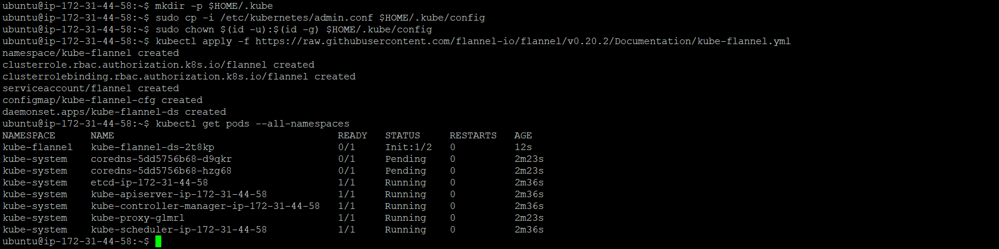 ubuntu@ip-172-31-44-58:~$ mkdir -p $HOME/.kube
ubuntu@ip-172-31-44-58:~$ sudo cp -i /etc/kubernetes/admin.conf $HOME/.kube/config
ubuntu@ip-172-31-44-58:~$ sudo chown $(id -u):$(id -g) $HOME/.kube/config
ubuntu@ip-172-31-44-58:~$ kubectl apply -f https://raw.githubusercontent.com/flannel-io/flannel/v0.20.2/Documentation/kube-flannel.yml
namespace/kube-flannel created
clusterrole.rbac.authorization.k8s.io/flannel created
clusterrolebinding.rbac.authorization.k8s.io/flannel created
serviceaccount/flannel created
configmap/kube-flannel-cfg created
daemonset.apps/kube-flannel-ds created
ubuntu@ip-172-31-44-58:~$ kubectl get pods --all-namespaces
NAMESPACE      NAME                                      READY   STATUS     RESTARTS   AGE
kube-flannel   kube-flannel-ds-2t8kp                     0/1     Init:1/2   0          12s
kube-system    coredns-5dd5756b68-d9qkr                  0/1     Pending    0          2m23s
kube-system    coredns-5dd5756b68-hzg68                  0/1     Pending    0          2m23s
kube-system    etcd-ip-172-31-44-58                      1/1     Running    0          2m36s
kube-system    kube-apiserver-ip-172-31-44-58            1/1     Running    0          2m36s
kube-system    kube-controller-manager-ip-172-31-44-58   1/1     Running    0          2m36s
kube-system    kube-proxy-glmrl                          1/1     Running    0          2m23s
kube-system    kube-scheduler-ip-172-31-44-58            1/1     Running    0          2m36s
ubuntu@ip-172-31-44-58:~$